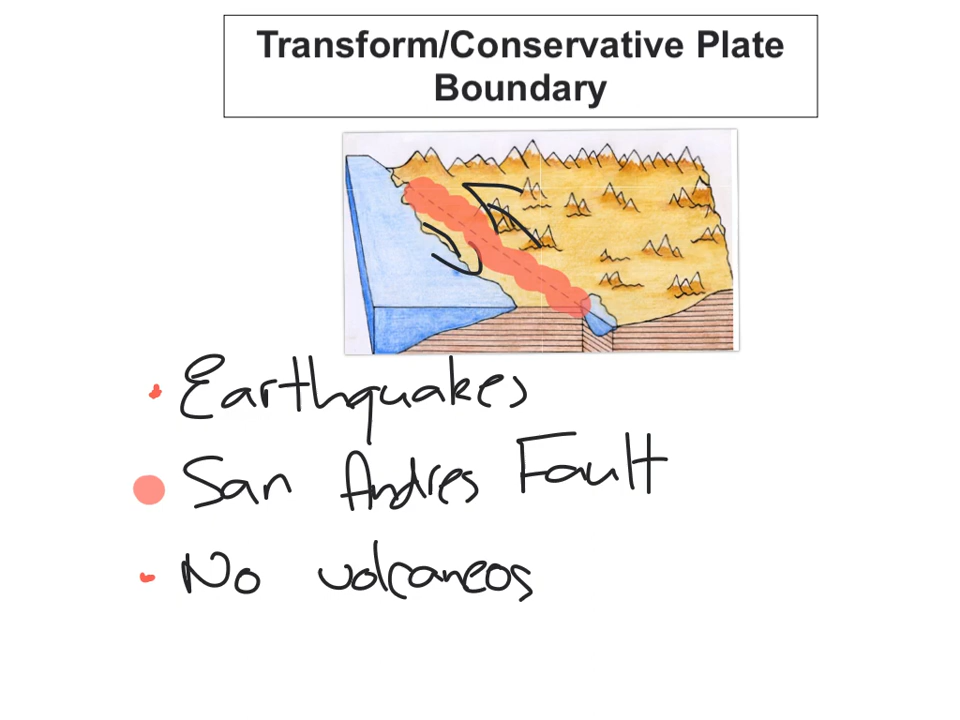 Transform/Conservative Plate
Boundary
Earthquakes
San Andres Fault
No volcaneos